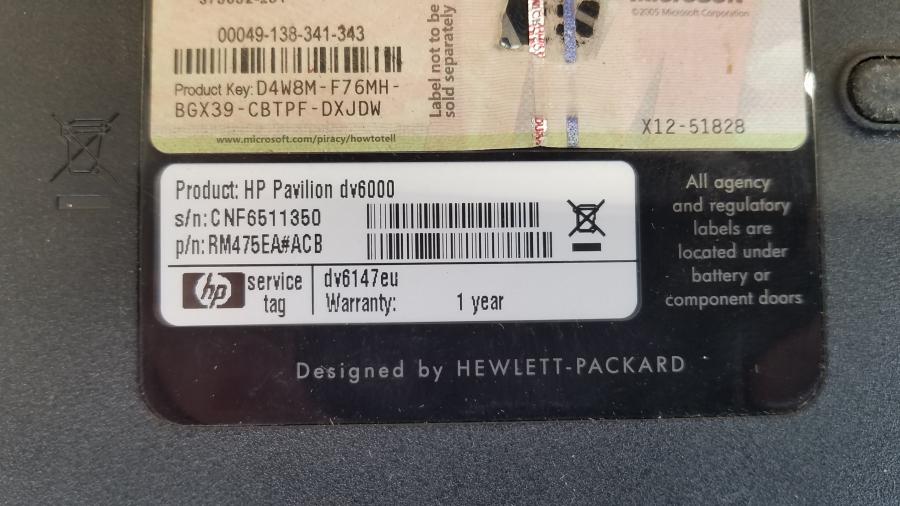 00049-138-341-343
Product Key: D4W8M-F76MH-
BGX39-CBTPF-DXJDW
www.microsoft.com/piracy/howtotell
Label not to be
sold separately
Microsoft
©2005 Microsoft Corporation
X12-51828
Product: HP Pavilion dv6000
s/n: CNF6511350
p/n: RM475EA#ACB
hp service
tag
dv6147eu
Warranty: 1 year
All agency
and regulatory
labels are
located under
battery or
component doors
Designed by HEWLETT-PACKARD